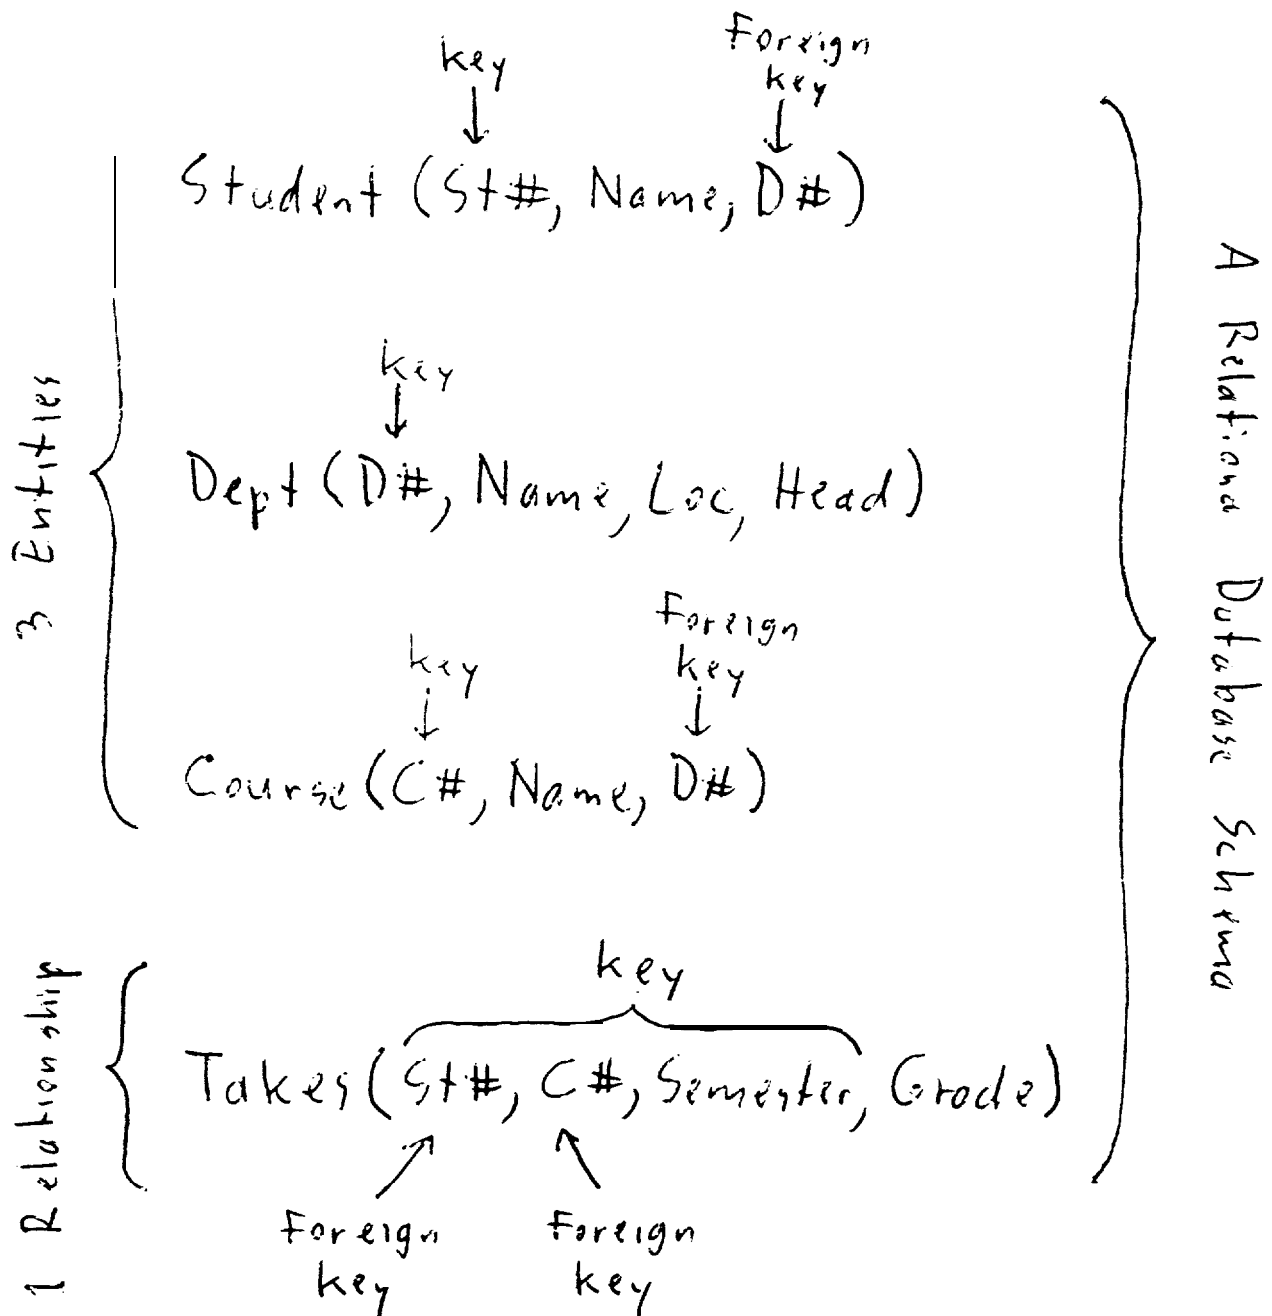 key
Foreign
key
Student (St#, Name, D#)
key
Dept (D#, Name, Loc, Head)
3 Entities
key
Foreign
key
Course (C#, Name, D#)
A Relationa Database Schema
key
Takes (St#, C#, Semester, Grade)
1 Relationship
Foreign
key
Foreign
key